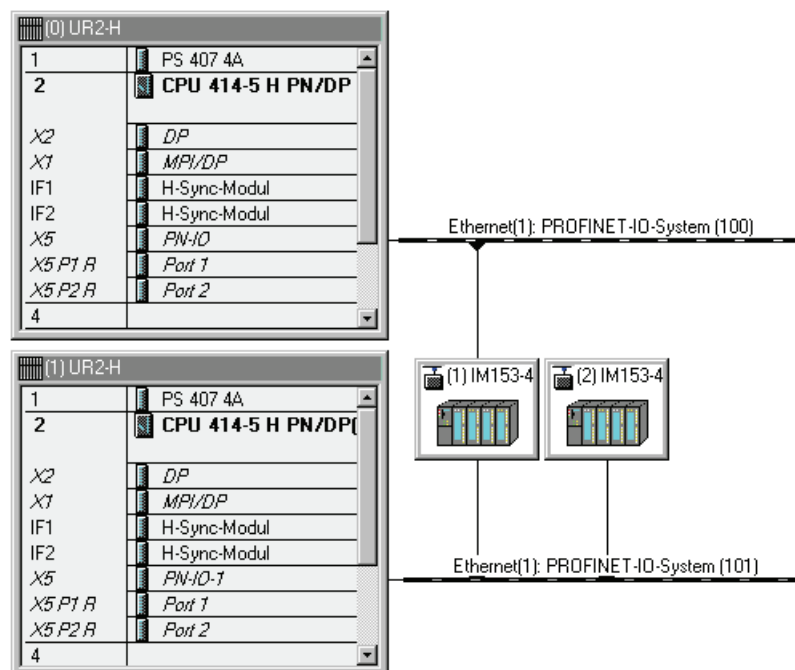 (0) UR2-H
1 PS 407 4A
2 CPU 414-5 H PN/DP
X2 DP
X1 MPI/DP
IF1 H-Sync-Modul
IF2 H-Sync-Modul
X5 PN-IO
X5 P1 R Port 1
X5 P2 R Port 2
4
Ethernet(1): PROFINET-IO-System (100)
(1) UR2-H
1 PS 407 4A
2 CPU 414-5 H PN/DP(
X2 DP
X1 MPI/DP
IF1 H-Sync-Modul
IF2 H-Sync-Modul
X5 PN-IO-1
X5 P1 R Port 1
X5 P2 R Port 2
4
(1) IM153-4
(2) IM153-4
Ethernet(1): PROFINET-IO-System (101)